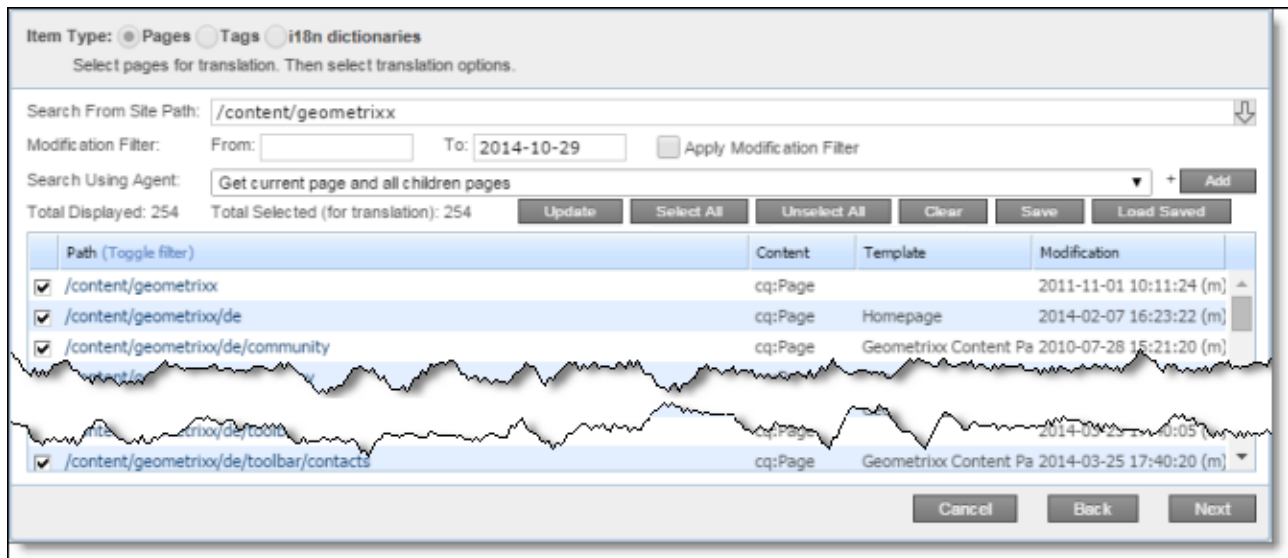 Item Type: Pages Tags i18n dictionaries
Select pages for translation. Then select translation options.
Search From Site Path: /content/geometrixx
Modification Filter: From: To: 2014-10-29 Apply Modification Filter
Search Using Agent: Get current page and all children pages + Add
Total Displayed: 254 Total Selected (for translation): 254 Update Select All Unselect All Clear Save Load Saved
Path (Toggle filter) Content Template Modification
/content/geometrixx cq:Page 2011-11-01 10:11:24 (m)
/content/geometrixx/de cq:Page Homepage 2014-02-07 16:23:22 (m)
/content/geometrixx/de/community cq:Page Geometrixx Content Pa 2010-07-28 15:21:20 (m)
cq:Page
/content/geometrixx/de/toolbar/contacts cq:Page Geometrixx Content Pa 2014-03-25 17:40:20 (m)
Cancel Back Next